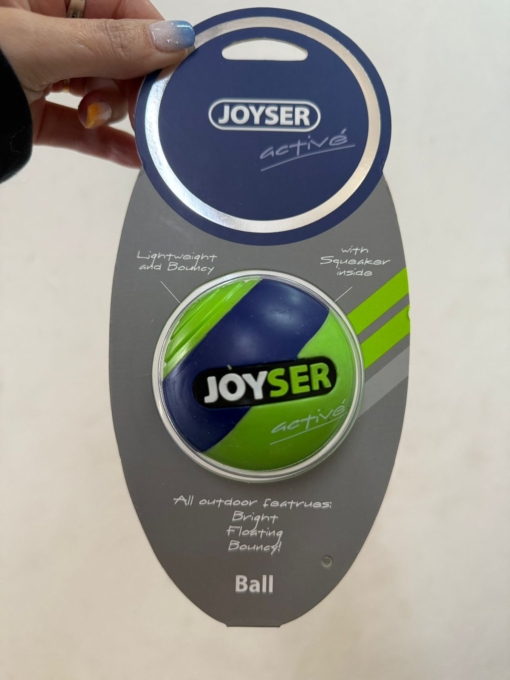 JOYSER
activé
Lightweight
and Bouncy
with
Squeaker
inside
JOYSER
activé
All outdoor featrues:
Bright
Floating
Bouncy!
Ball